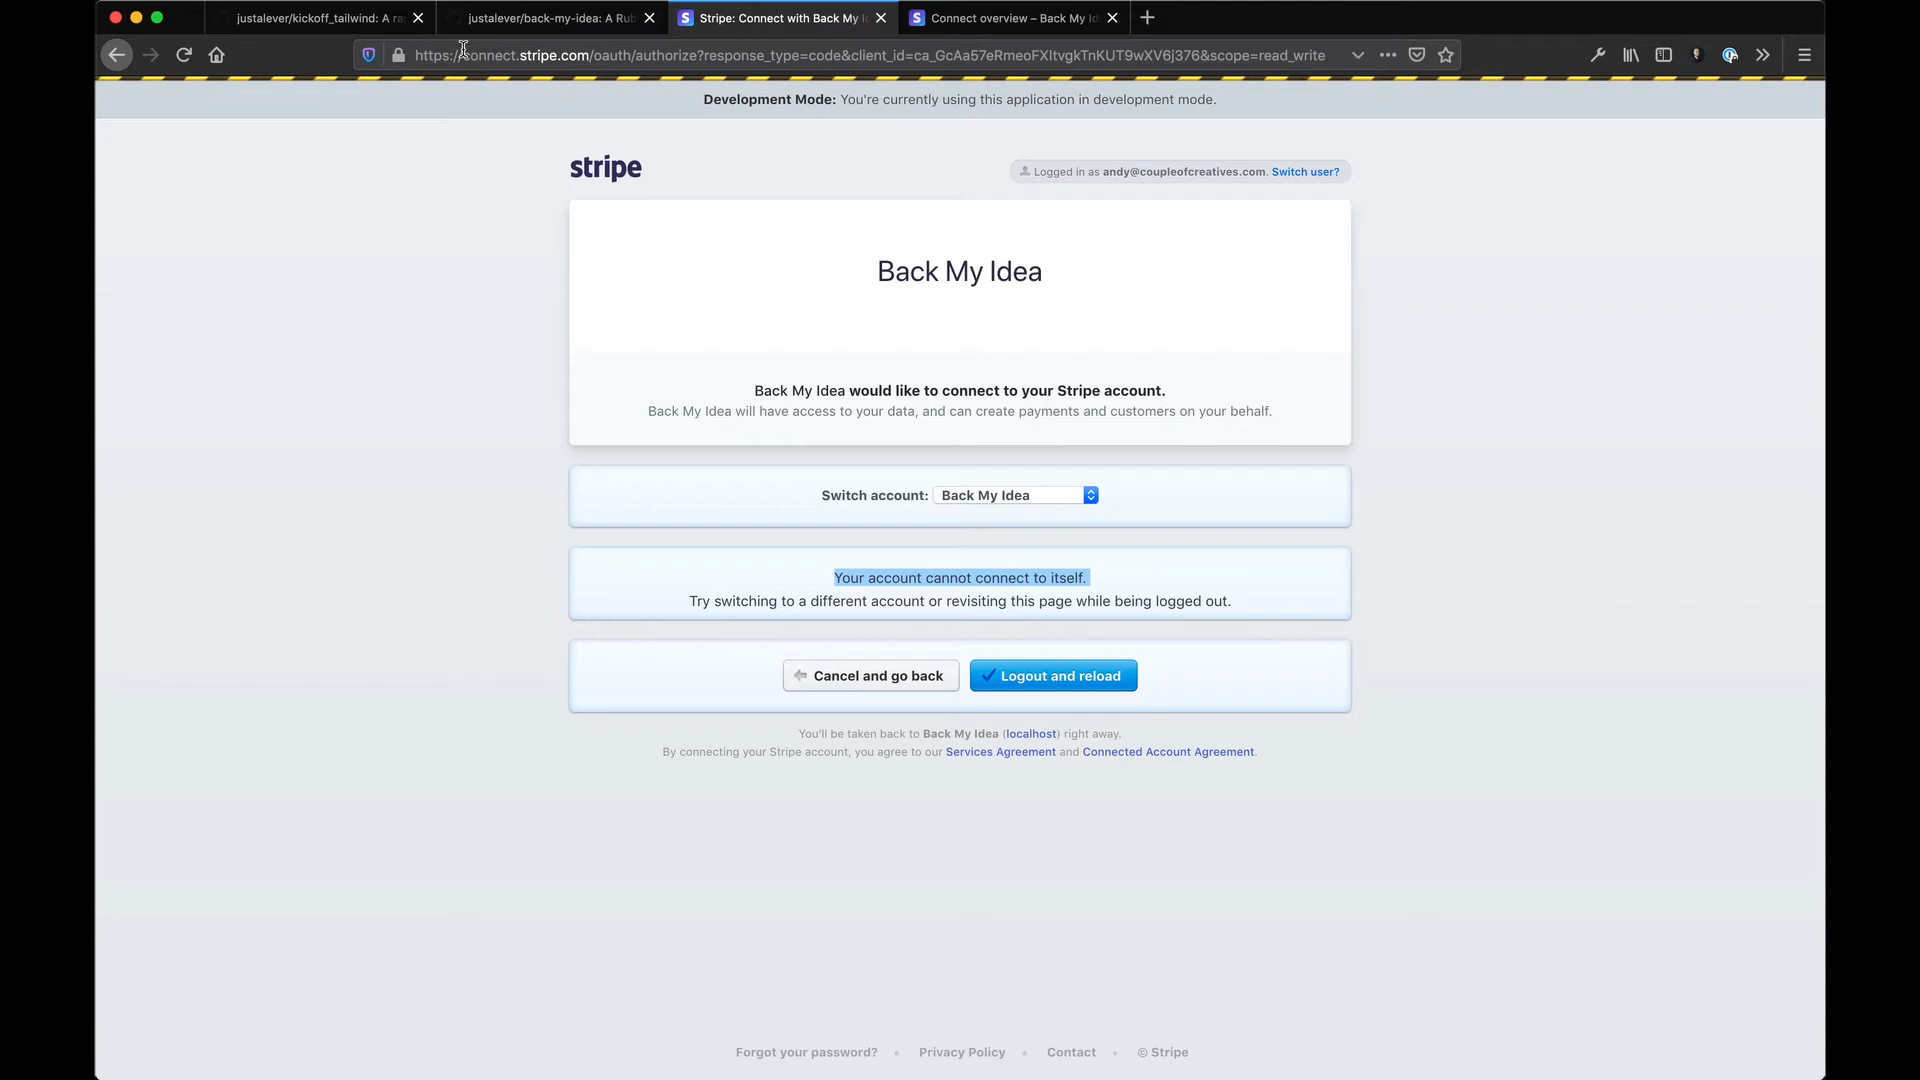 justalever/kickoff_tailwind: A ra
justalever/back-my-idea: A Rub
Stripe: Connect with Back My I
Connect overview – Back My Id
https://connect.stripe.com/oauth/authorize?response_type=code&client_id=ca_GcAa57eRmeoFXItvgkTnKUT9wXV6j376&scope=read_write
Development Mode: You're currently using this application in development mode.
stripe
Logged in as andy@coupleofcreatives.com. Switch user?
Back My Idea
Back My Idea would like to connect to your Stripe account.
Back My Idea will have access to your data, and can create payments and customers on your behalf.
Switch account: Back My Idea
Your account cannot connect to itself.
Try switching to a different account or revisiting this page while being logged out.
Cancel and go back
Logout and reload
You'll be taken back to Back My Idea (localhost) right away.
By connecting your Stripe account, you agree to our Services Agreement and Connected Account Agreement.
Forgot your password? • Privacy Policy • Contact • © Stripe